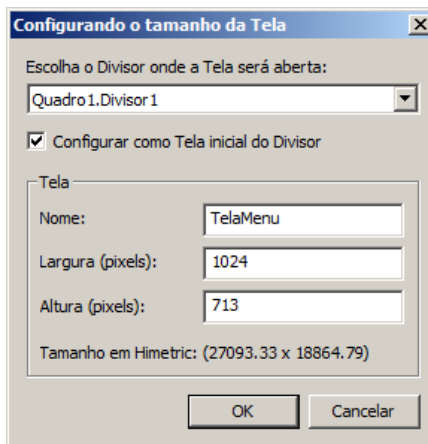 Configurando o tamanho da Tela
Escolha o Divisor onde a Tela será aberta:
Quadro1.Divisor1
Configurar como Tela inicial do Divisor
Tela
Nome: TelaMenu
Largura (pixels): 1024
Altura (pixels): 713
Tamanho em Himetric: (27093.33 x 18864.79)
OK Cancelar